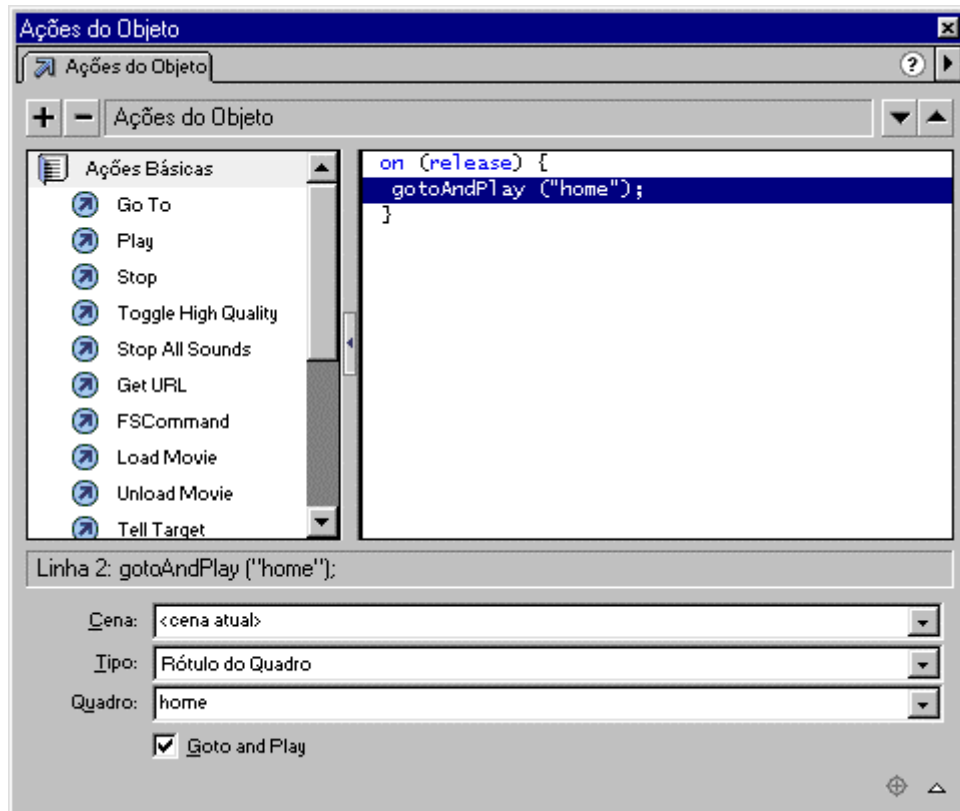 Ações do Objeto
Ações do Objeto
?
Ações do Objeto
Ações Básicas
Go To
Play
Stop
Toggle High Quality
Stop All Sounds
Get URL
FSCommand
Load Movie
Unload Movie
Tell Target
on (release) {
gotoAndPlay ("home");
}
Linha 2: gotoAndPlay ("home");
Cena: <cena atual>
Tipo: Rótulo do Quadro
Quadro: home
Goto and Play